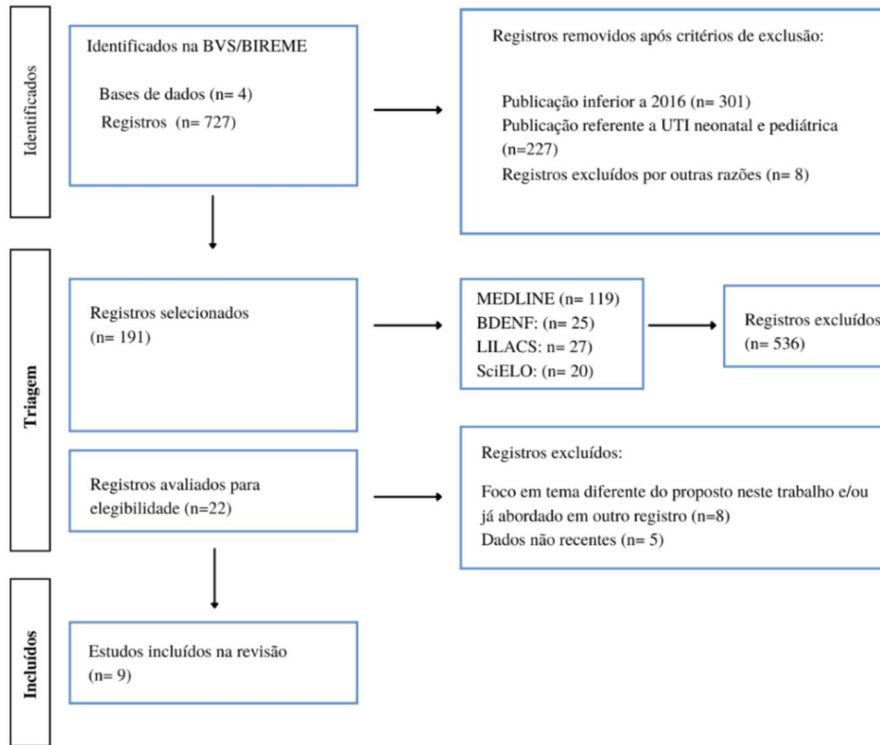 Identificados
Identificados na BVS/BIREME
Bases de dados (n= 4)
Registros (n= 727)
Registros removidos após critérios de exclusão:
Publicação inferior a 2016 (n= 301)
Publicação referente a UTI neonatal e pediátrica
(n=227)
Registros excluídos por outras razões (n= 8)
Triagem
Registros selecionados
(n= 191)
MEDLINE (n= 119)
BDENF: (n= 25)
LILACS: n= 27)
SciELO: (n= 20)
Registros excluídos
(n= 536)
Registros avaliados para
elegibilidade (n=22)
Registros excluídos:
Foco em tema diferente do proposto neste trabalho e/ou
já abordado em outro registro (n=8)
Dados não recentes (n= 5)
Incluídos
Estudos incluídos na revisão
(n= 9)